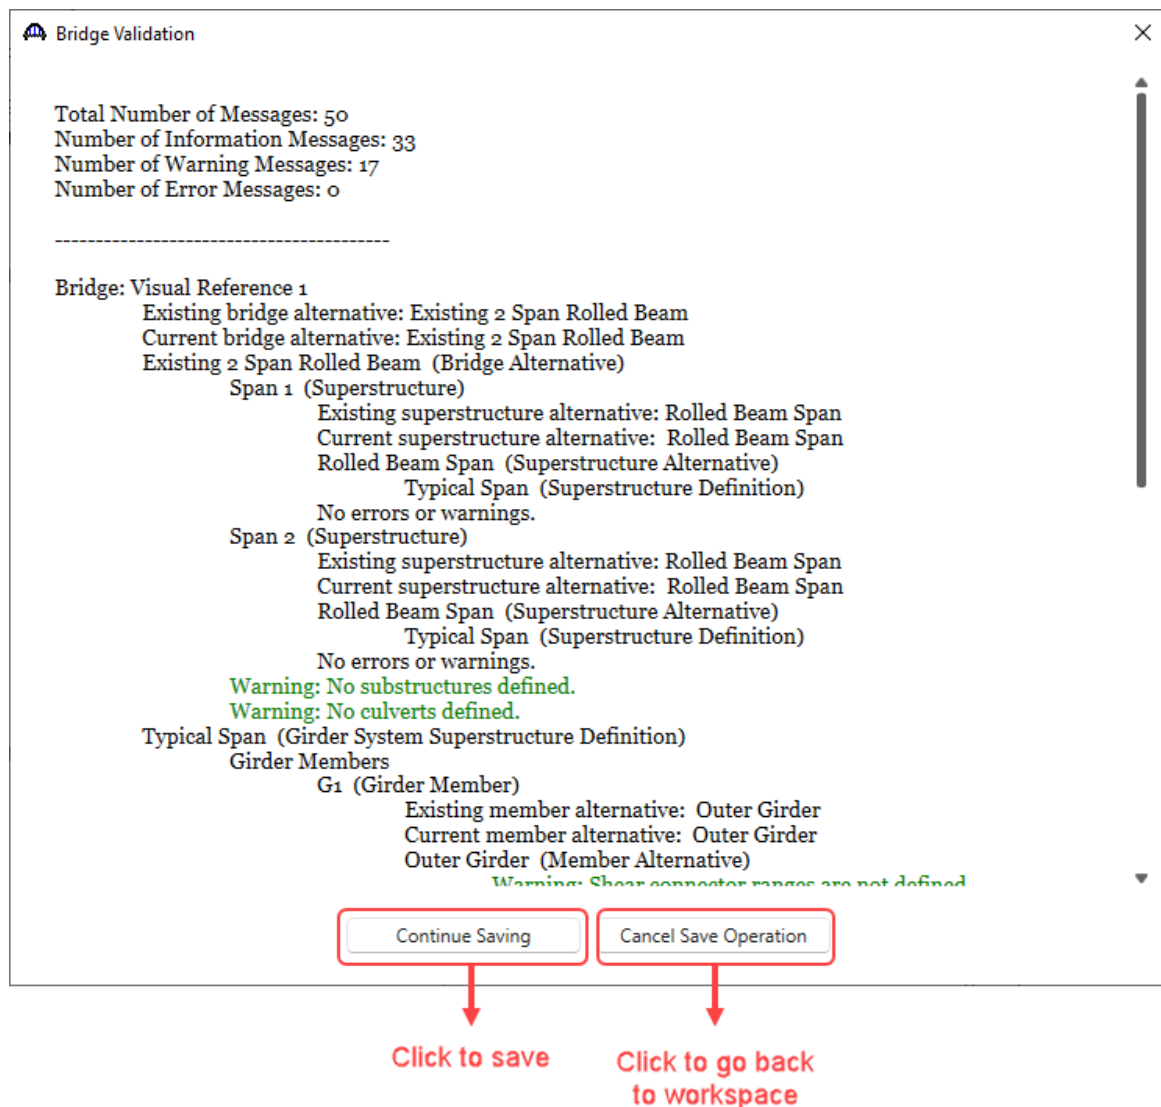 Bridge Validation
Total Number of Messages: 50
Number of Information Messages: 33
Number of Warning Messages: 17
Number of Error Messages: 0
-----------------------------------------
Bridge: Visual Reference 1
Existing bridge alternative: Existing 2 Span Rolled Beam
Current bridge alternative: Existing 2 Span Rolled Beam
Existing 2 Span Rolled Beam (Bridge Alternative)
Span 1 (Superstructure)
Existing superstructure alternative: Rolled Beam Span
Current superstructure alternative: Rolled Beam Span
Rolled Beam Span (Superstructure Alternative)
Typical Span (Superstructure Definition)
No errors or warnings.
Span 2 (Superstructure)
Existing superstructure alternative: Rolled Beam Span
Current superstructure alternative: Rolled Beam Span
Rolled Beam Span (Superstructure Alternative)
Typical Span (Superstructure Definition)
No errors or warnings.
Warning: No substructures defined.
Warning: No culverts defined.
Typical Span (Girder System Superstructure Definition)
Girder Members
G1 (Girder Member)
Existing member alternative: Outer Girder
Current member alternative: Outer Girder
Outer Girder (Member Alternative)
Warning: Shear connector ranges are not defined
Continue Saving
Cancel Save Operation
Click to save
Click to go back
to workspace